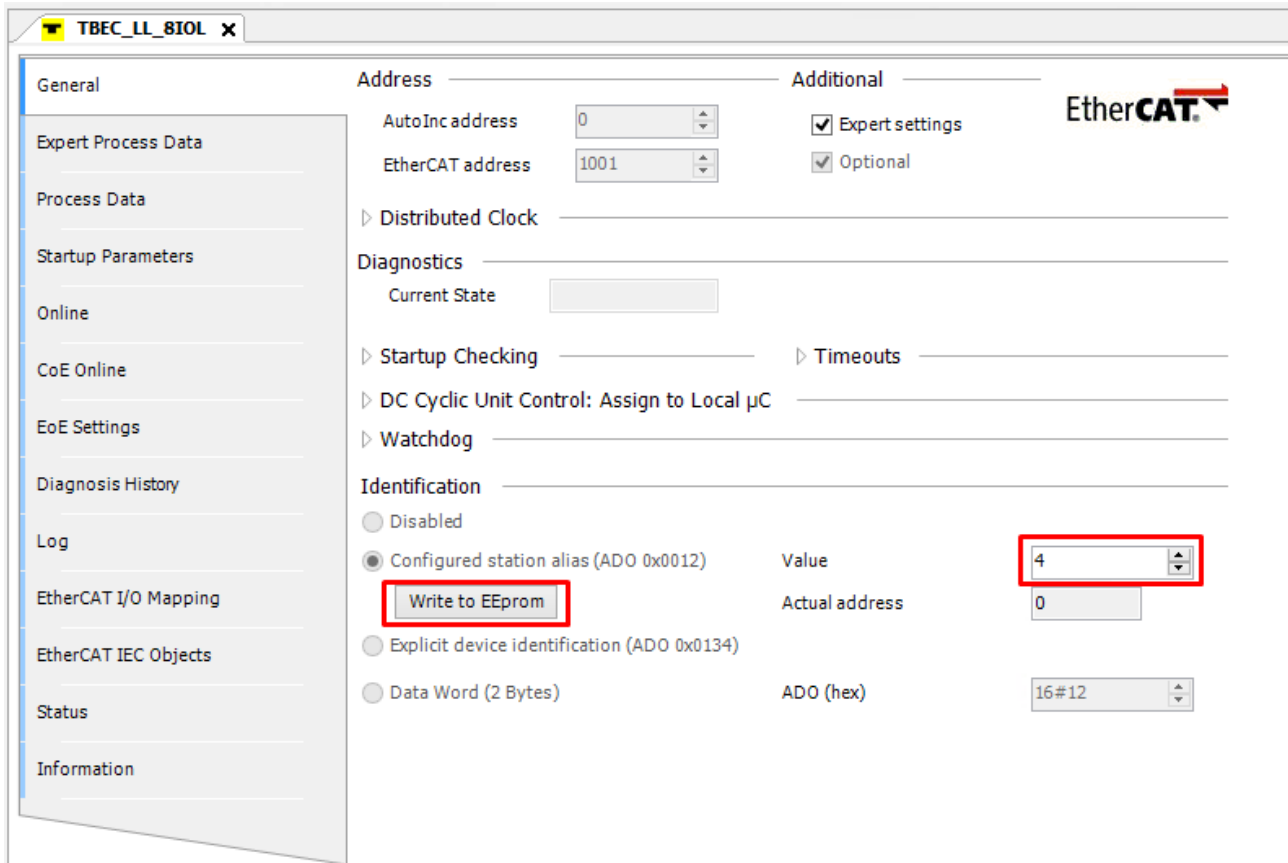 TBEC_LL_8IOL X
General
Expert Process Data
Process Data
Startup Parameters
Online
CoE Online
EoE Settings
Diagnosis History
Log
EtherCAT I/O Mapping
EtherCAT IEC Objects
Status
Information
Address
AutoInc address 0
EtherCAT address 1001
Additional
Expert settings
Optional
EtherCAT®
Distributed Clock
Diagnostics
Current State
Startup Checking
Timeouts
DC Cyclic Unit Control: Assign to Local µC
Watchdog
Identification
Disabled
Configured station alias (ADO 0x0012) Value 4
Write to EEprom Actual address 0
Explicit device identification (ADO 0x0134)
Data Word (2 Bytes) ADO (hex) 16#12